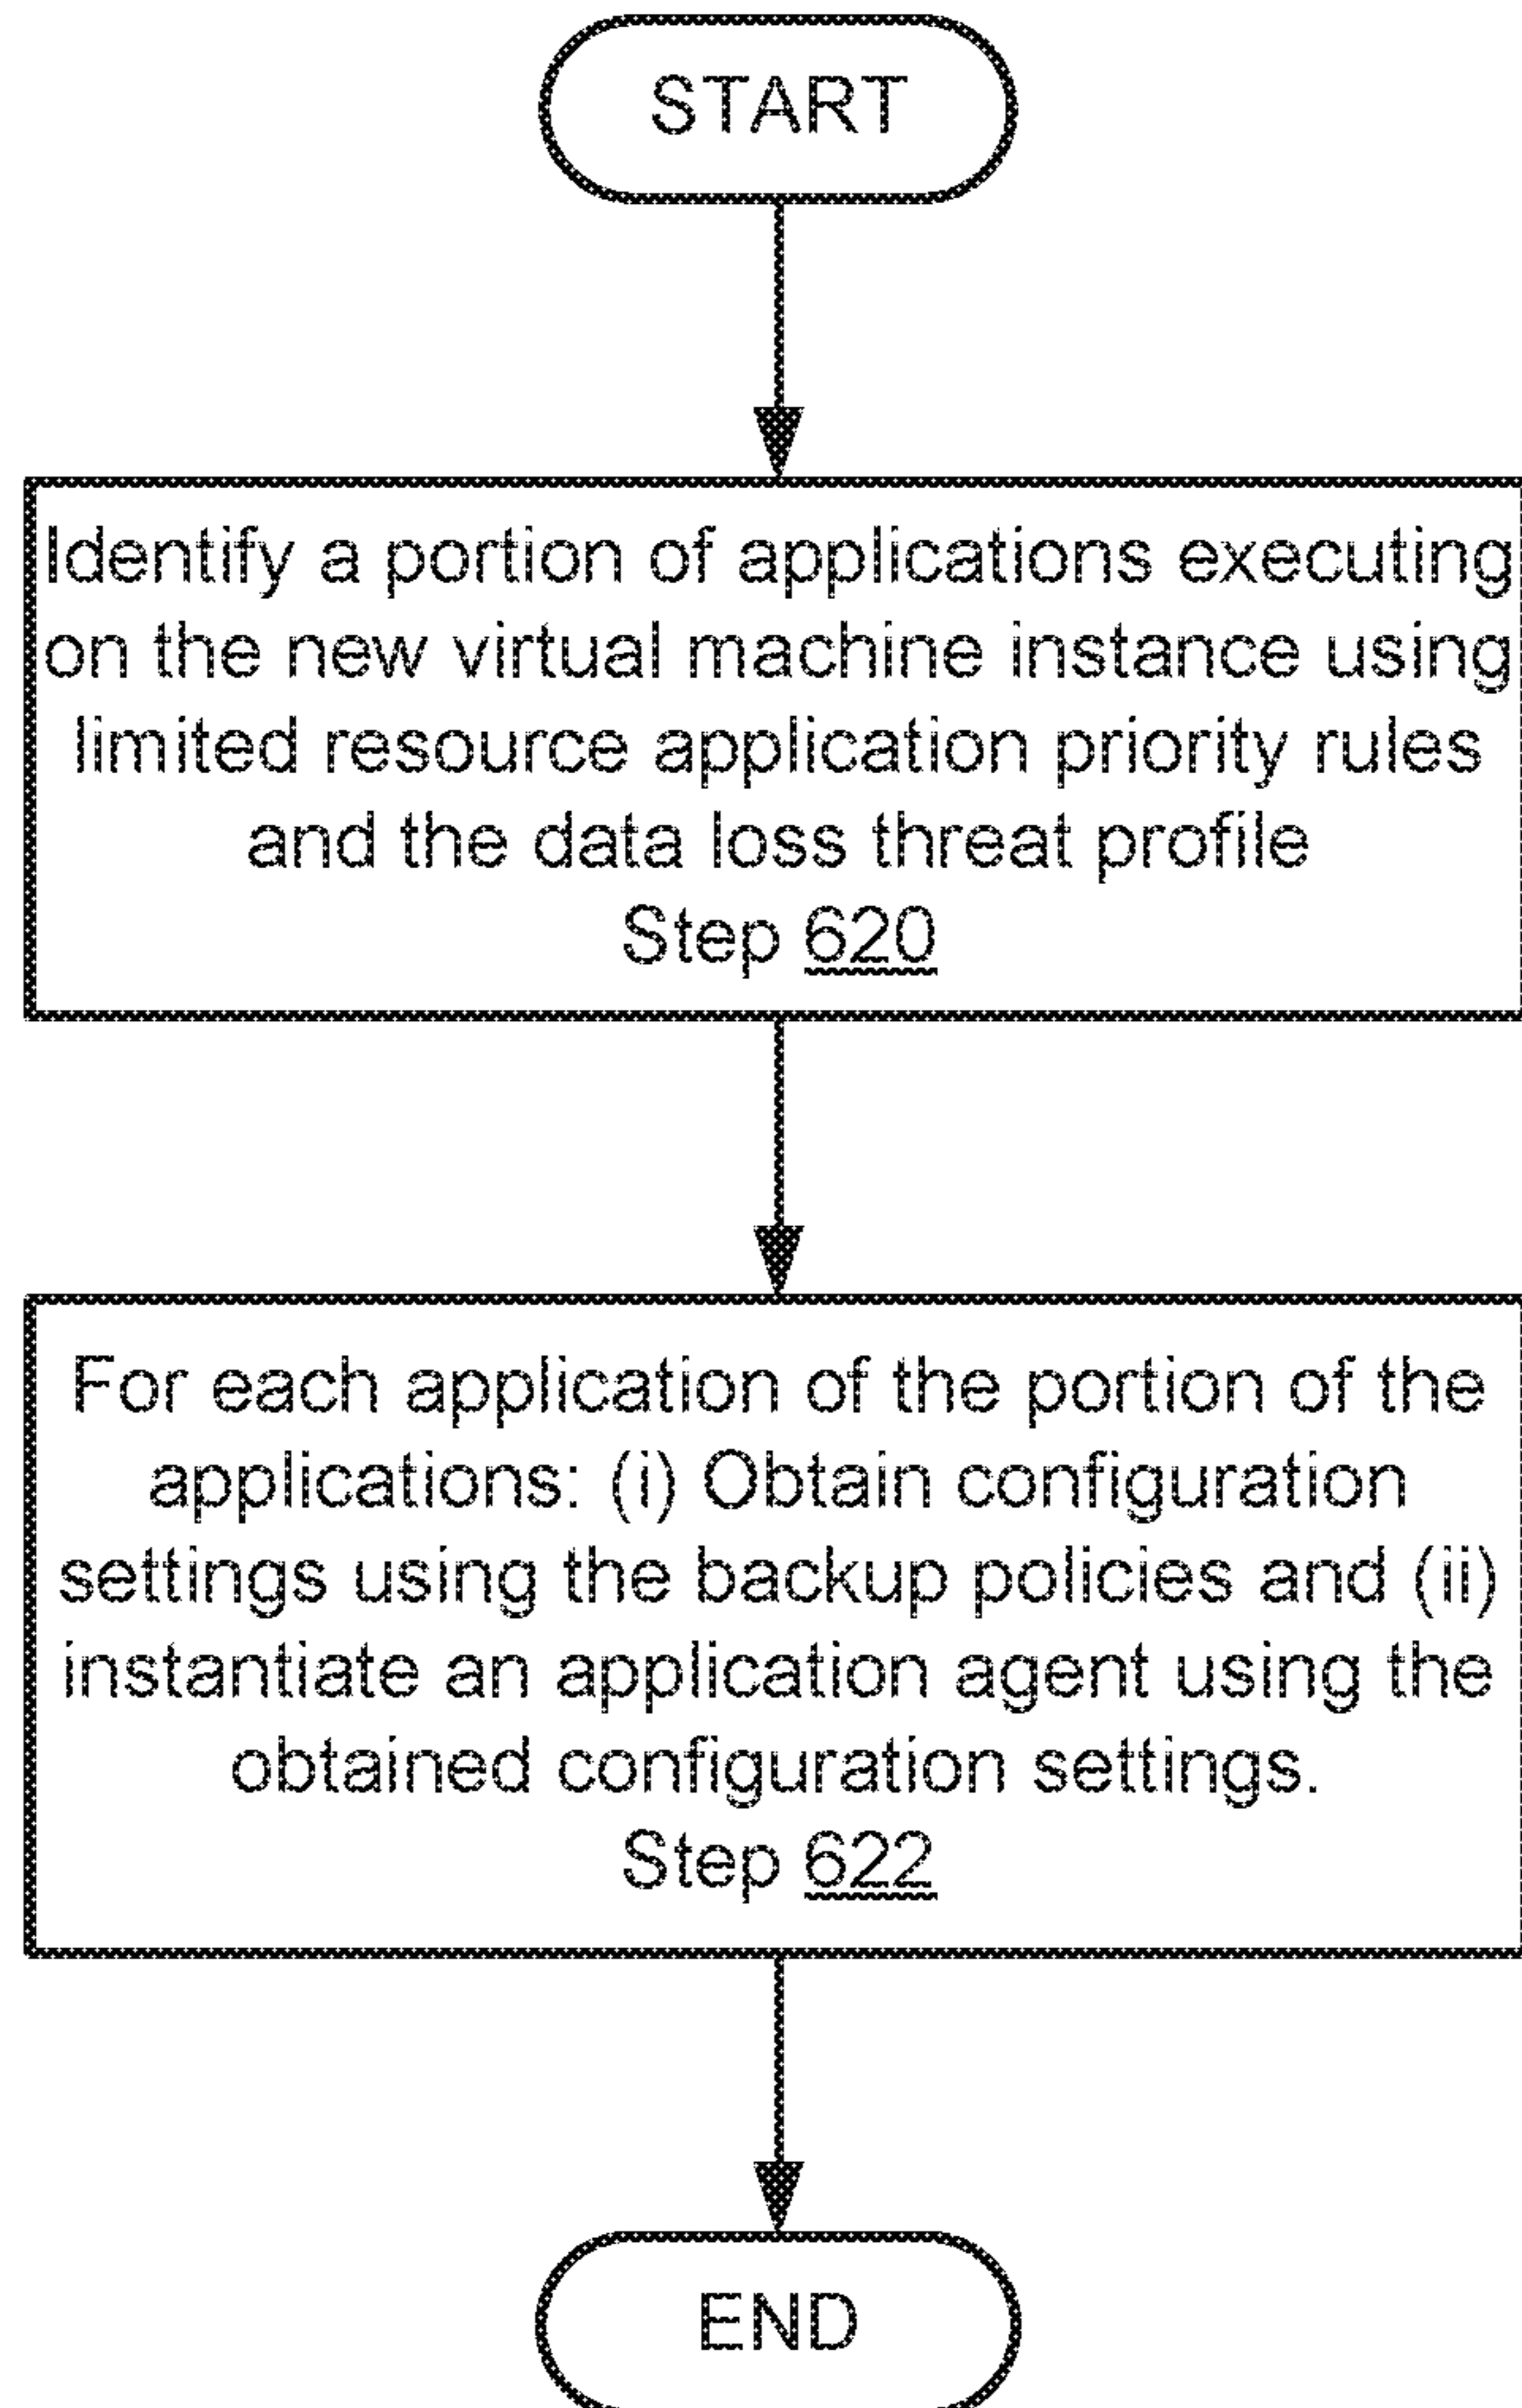 START
Identify a portion of applications executing
on the new virtual machine instance using
limited resource application priority rules
and the data loss threat profile
Step 620
For each application of the portion of the
applications: (i) Obtain configuration
settings using the backup policies and (ii)
instantiate an application agent using the
obtained configuration settings.
Step 622
END